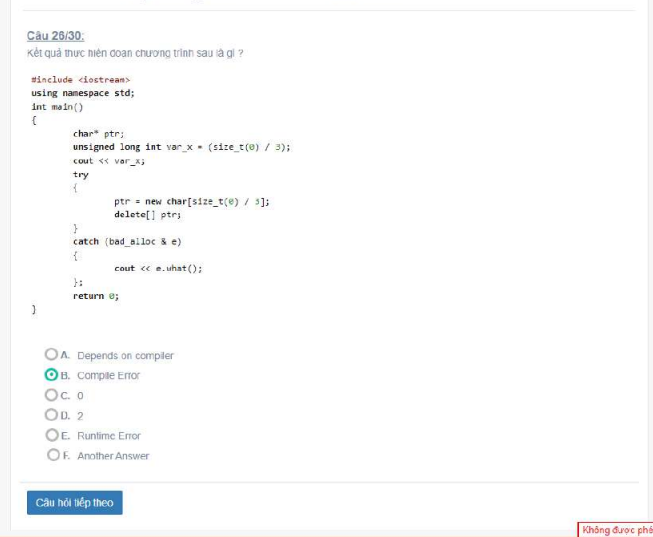 Câu 26/30:
Kết quả thực hiện đoạn chương trình sau là gì ?
#include <iostream>
using namespace std;
int main()
{
char* ptr;
unsigned long int var_x = (size_t(0) / 3);
cout << var_x;
try
{
ptr = new char[size_t(0) / 3];
delete[] ptr;
}
catch (bad_alloc & e)
{
cout << e.what();
};
return 0;
}
A. Depends on compiler
B. Compile Error
C. 0
D. 2
E. Runtime Error
F. Another Answer
Câu hỏi tiếp theo
Không được phé